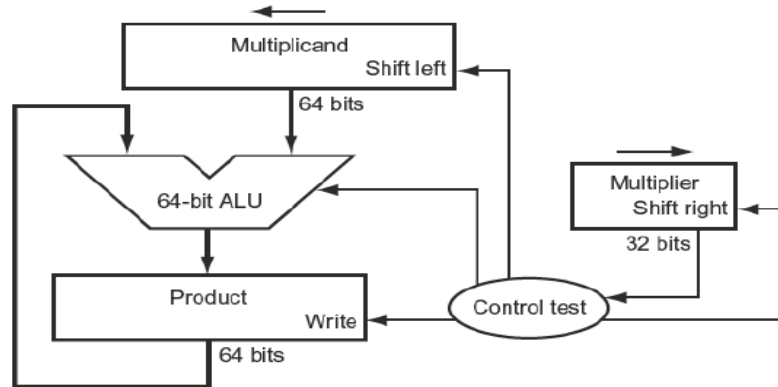 Multiplicand
Shift left
64 bits
64-bit ALU
Multiplier
Shift right
32 bits
Product
Write
Control test
64 bits